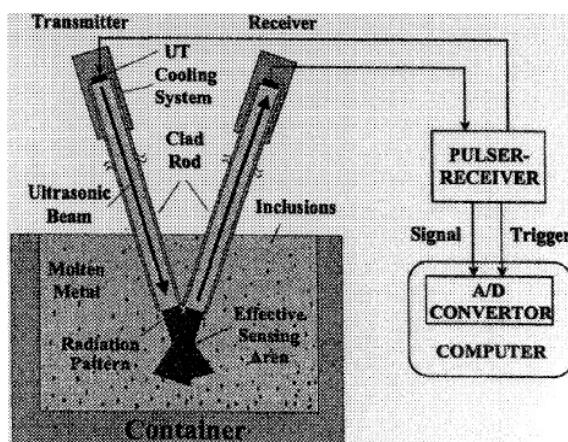 Transmitter
Receiver
UT
Cooling
System
Clad
Rod
Ultrasonic
Beam
Inclusions
Molten
Metal
Radiation
Pattern
Effective
Sensing
Area
Container
PULSER-
RECEIVER
Signal
Trigger
A/D
CONVERTOR
COMPUTER